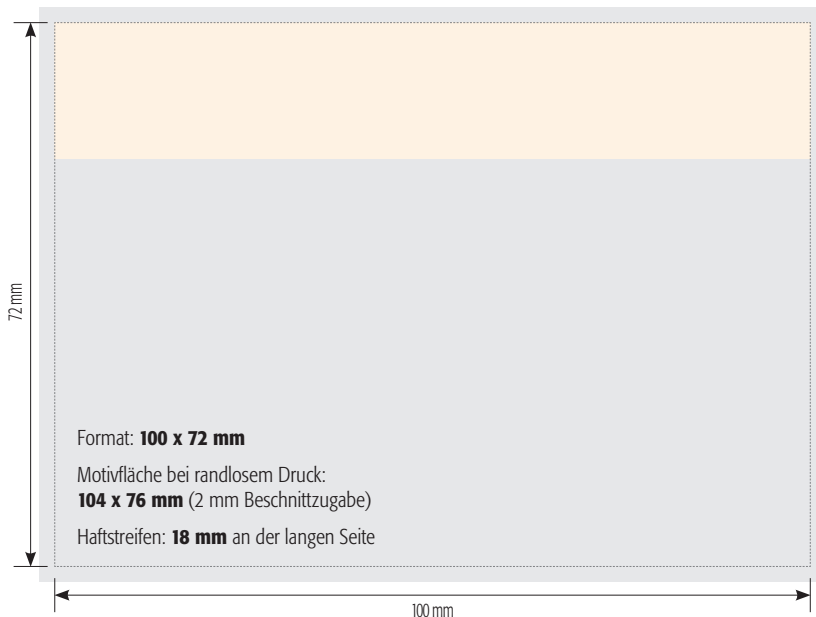 72 mm
Format: 100 x 72 mm
Motivfläche bei randlosem Druck:
104 x 76 mm (2 mm Beschnittzugabe)
Haftstreifen: 18 mm an der langen Seite
100 mm